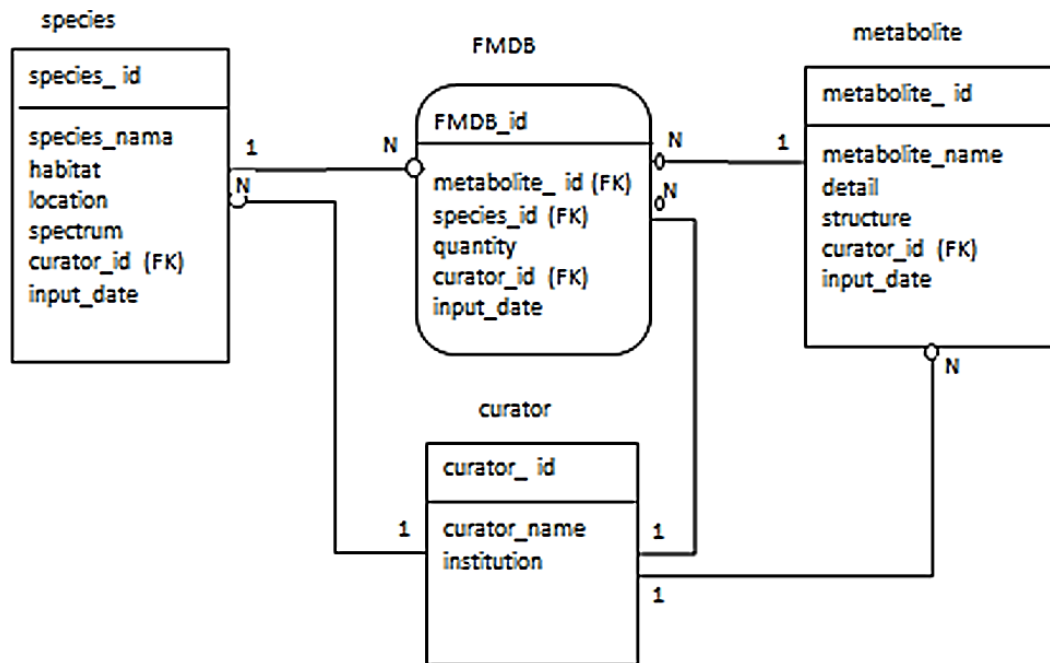 species
species_ id
species_nama
habitat
location
spectrum
curator_id (FK)
input_date
1
N
N
FMDB
FMDB_id
metabolite_ id (FK)
species_id (FK)
quantity
curator_id (FK)
input_date
N
1
N
metabolite
metabolite_ id
metabolite_name
detail
structure
curator_id (FK)
input_date
N
curator
curator_ id
curator_name
institution
1
1
1